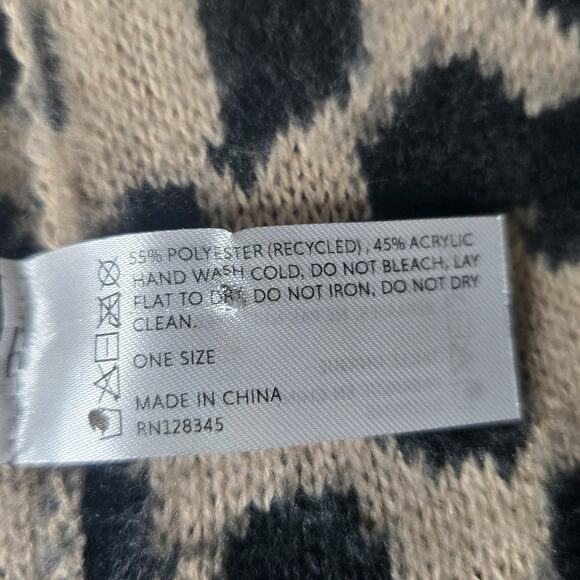 55% POLYESTER (RECYCLED), 45% ACRYLIC
HAND WASH COLD, DO NOT BLEACH, LAY
FLAT TO DRY, DO NOT IRON, DO NOT DRY
CLEAN.
ONE SIZE
MADE IN CHINA
RN128345